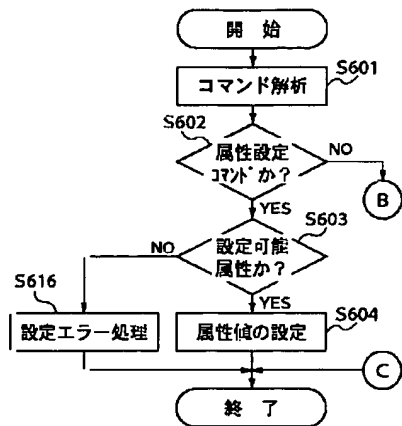 開 始
S601
コマンド解析
S602
属性設定
コマンドか？
NO
B
YES
S603
設定可能
属性か？
NO
YES
S616
設定エラー処理
S604
属性値の設定
C
終 了